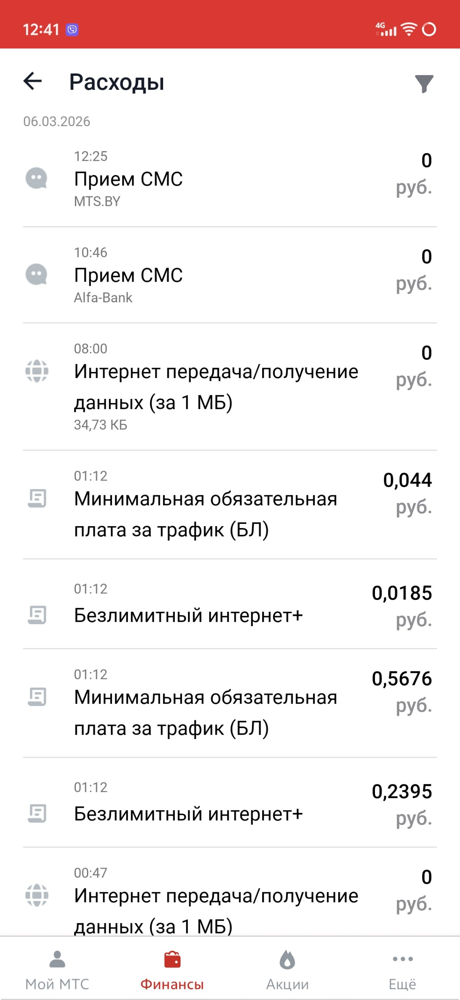 12:41
4G
Расходы
06.03.2026
12:25
Прием СМС
MTS.BY
0
руб.
10:46
Прием СМС
Alfa-Bank
0
руб.
08:00
Интернет передача/получение
данных (за 1 МБ)
34,73 КБ
0
руб.
01:12
Минимальная обязательная
плата за трафик (БЛ)
0,044
руб.
01:12
Безлимитный интернет+
0,0185
руб.
01:12
Минимальная обязательная
плата за трафик (БЛ)
0,5676
руб.
01:12
Безлимитный интернет+
0,2395
руб.
00:47
Интернет передача/получение
данных (за 1 МБ)
0
руб.
Мой МТС
Финансы
Акции
Ещё